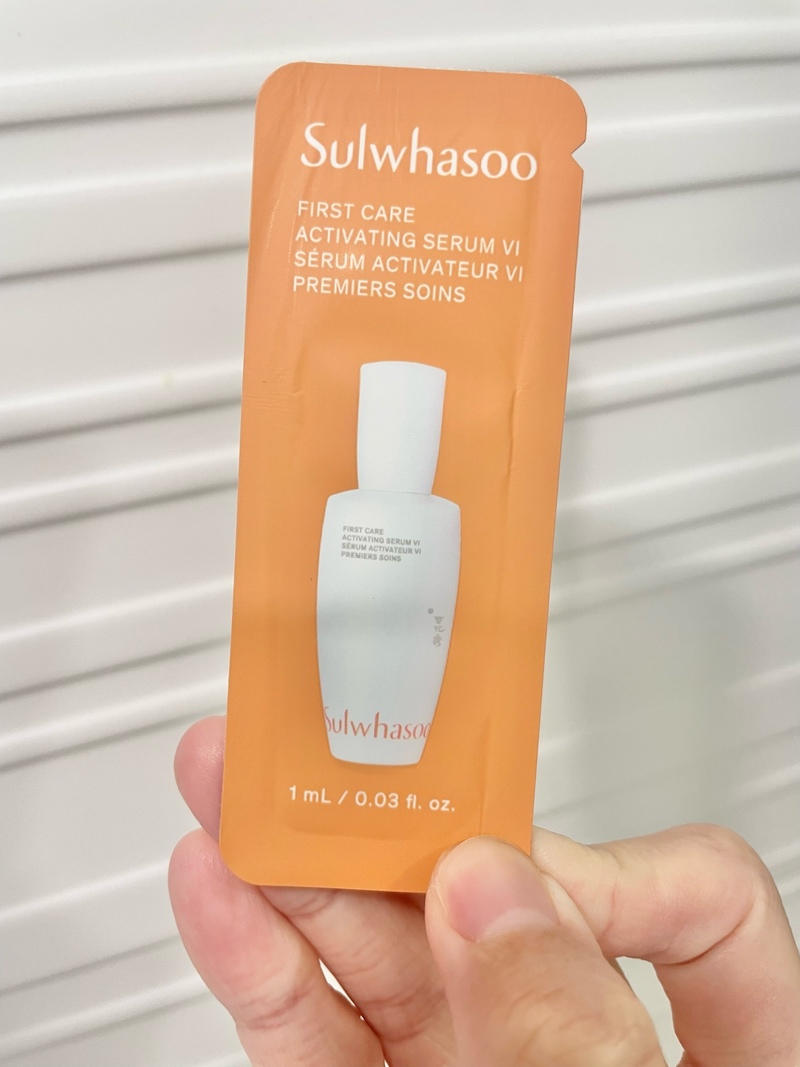 Sulwhasoo
FIRST CARE
ACTIVATING SERUM VI
SÉRUM ACTIVATEUR VI
PREMIERS SOINS
FIRST CARE
ACTIVATING SERUM VI
SÉRUM ACTIVATEUR VI
PREMIERS SOINS
Sulwhasoo
1 mL / 0.03 fl. oz.